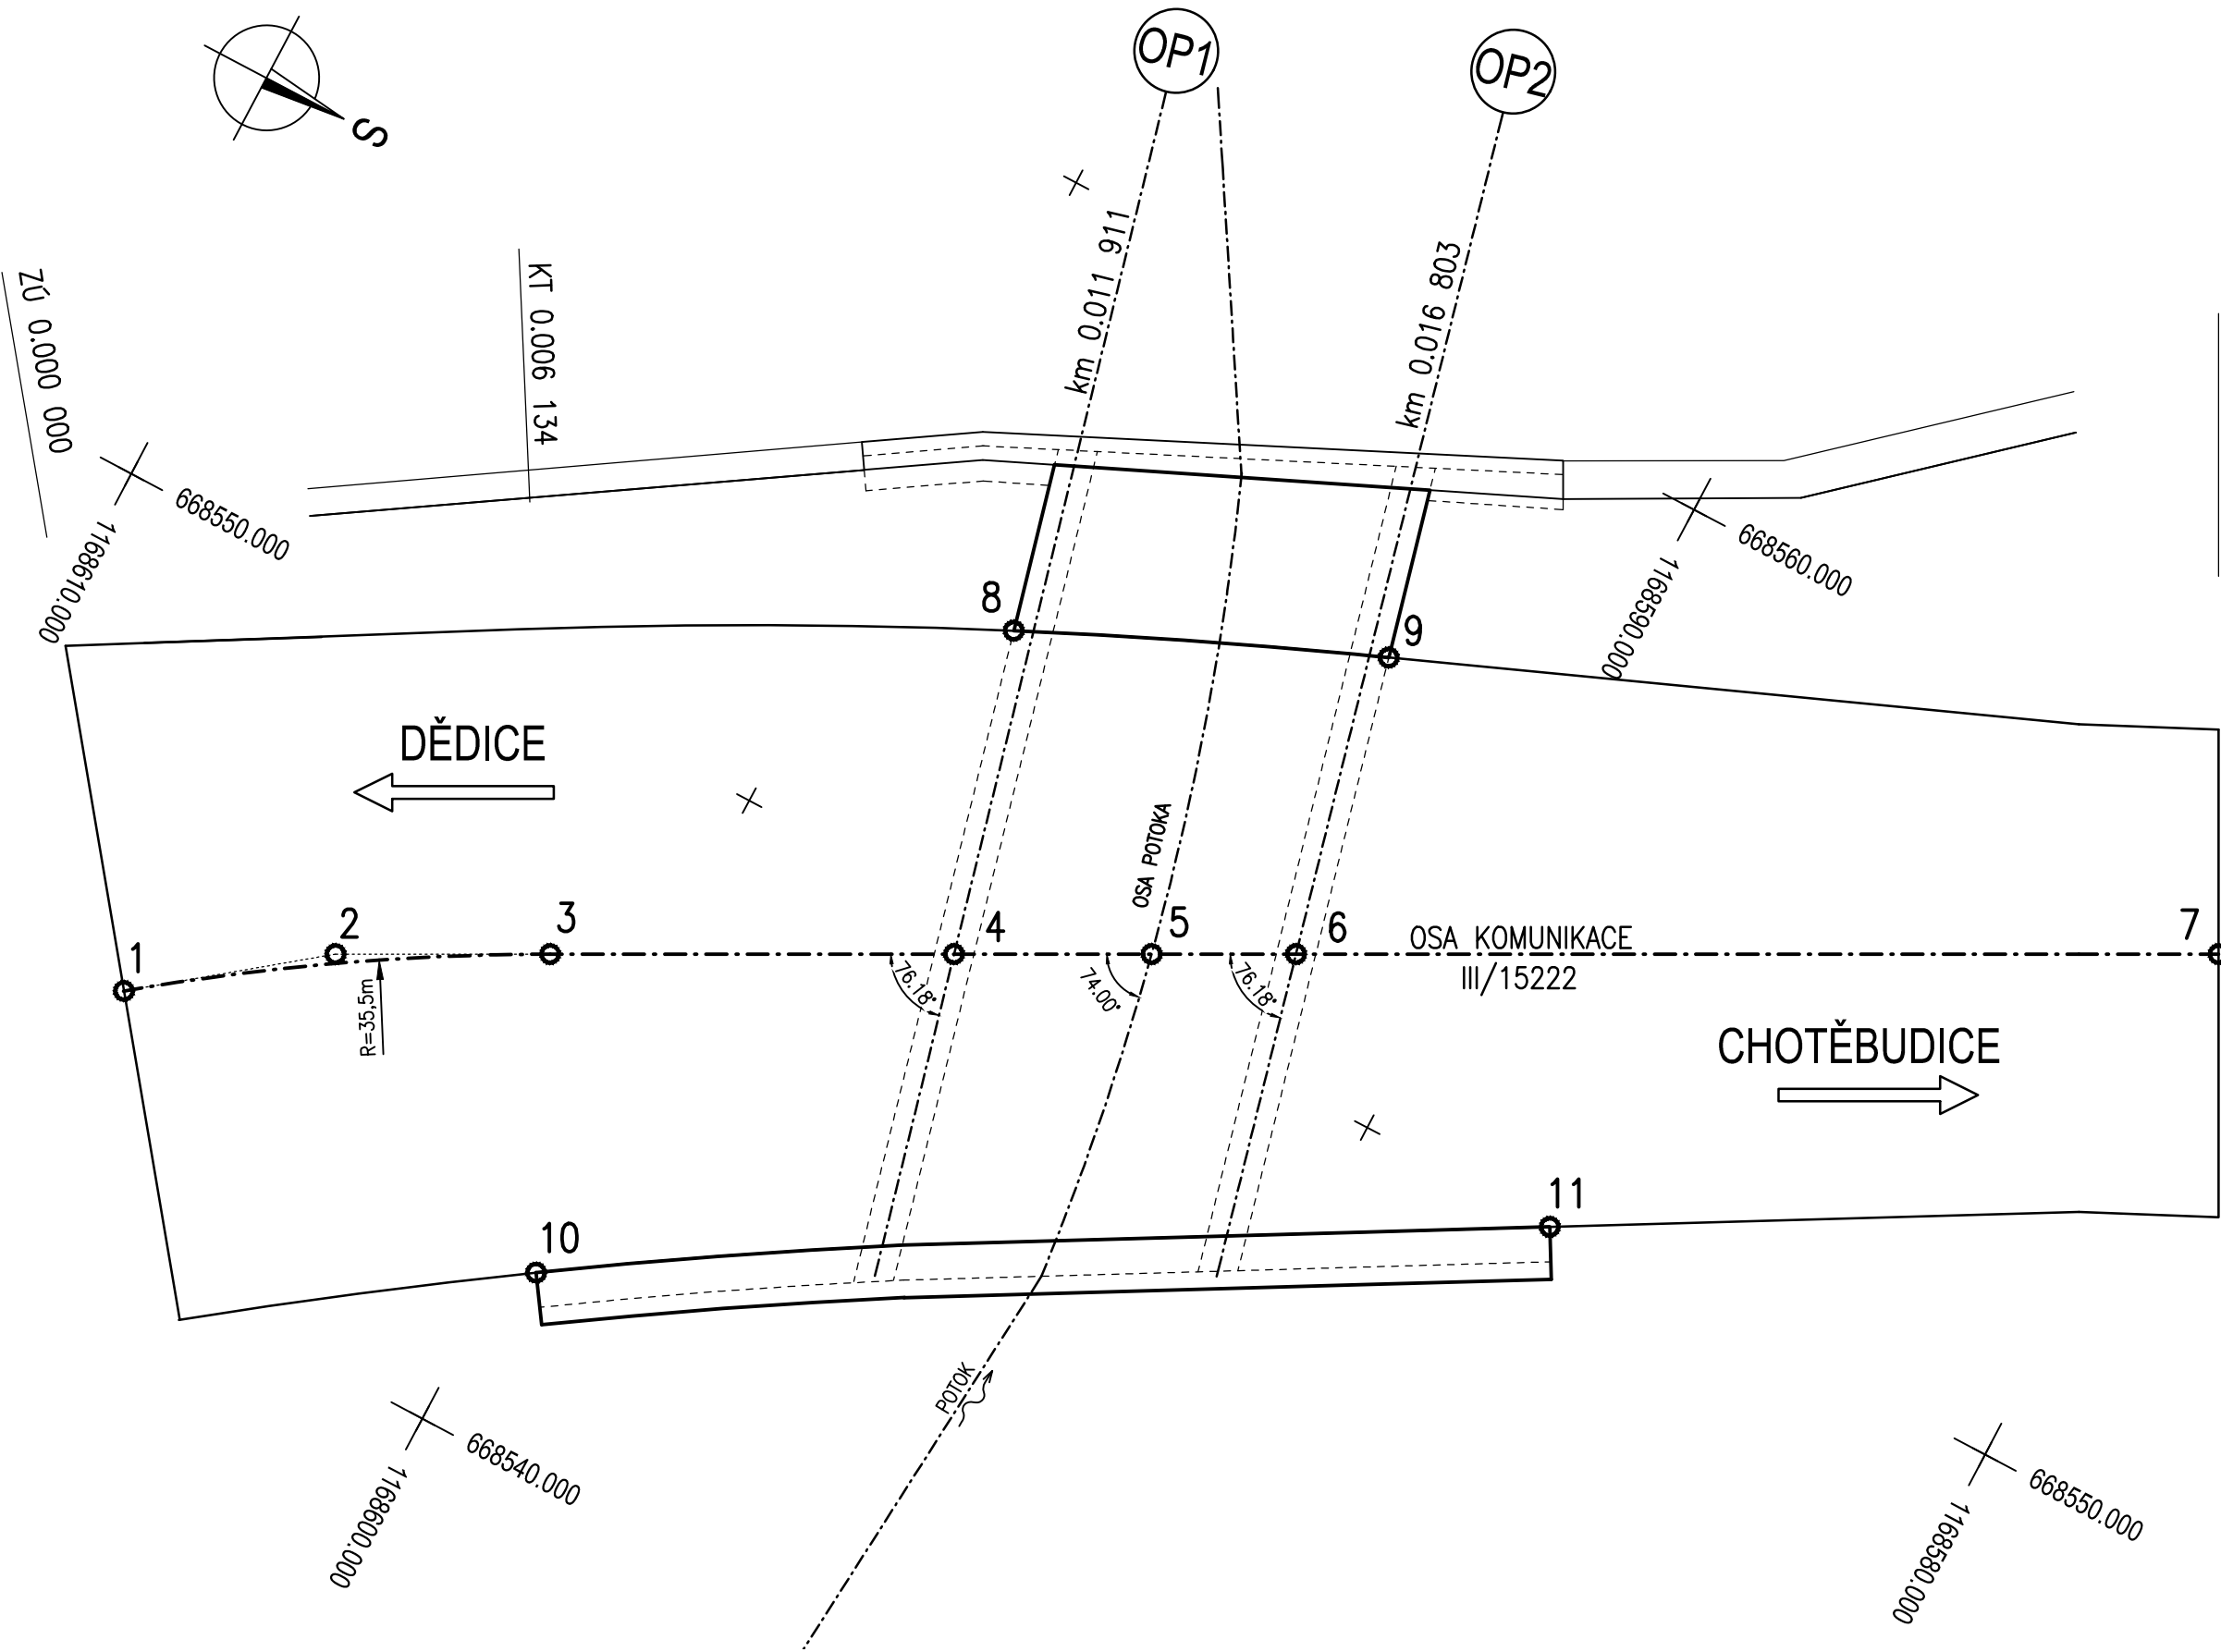 OP1
OP2
S
km 0.011 911
km 0.016 803
ZÚ 0.000 000
KT 0.006 134
668550.000
1168610.000
668560.000
1168590.000
8
9
DĚDICE
OSA POTOKA
1
2
3
4
5
6
7
OSA KOMUNIKACE
III/15222
76.18°
74.00°
76.18°
R=35,5m
CHOTĚBUDICE
10
11
POTOK
668540.000
1168600.000
668550.000
1168580.000